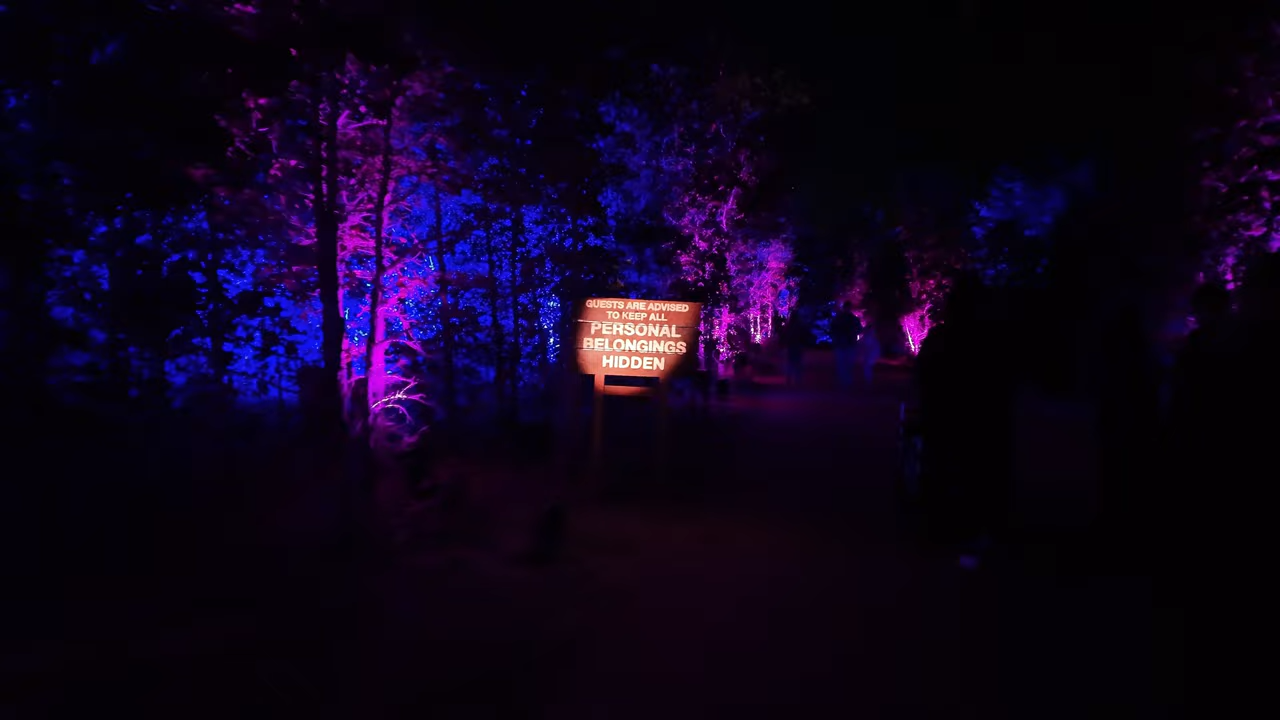 GUESTS ARE ADVISED
TO KEEP ALL
PERSONAL
BELONGINGS
HIDDEN